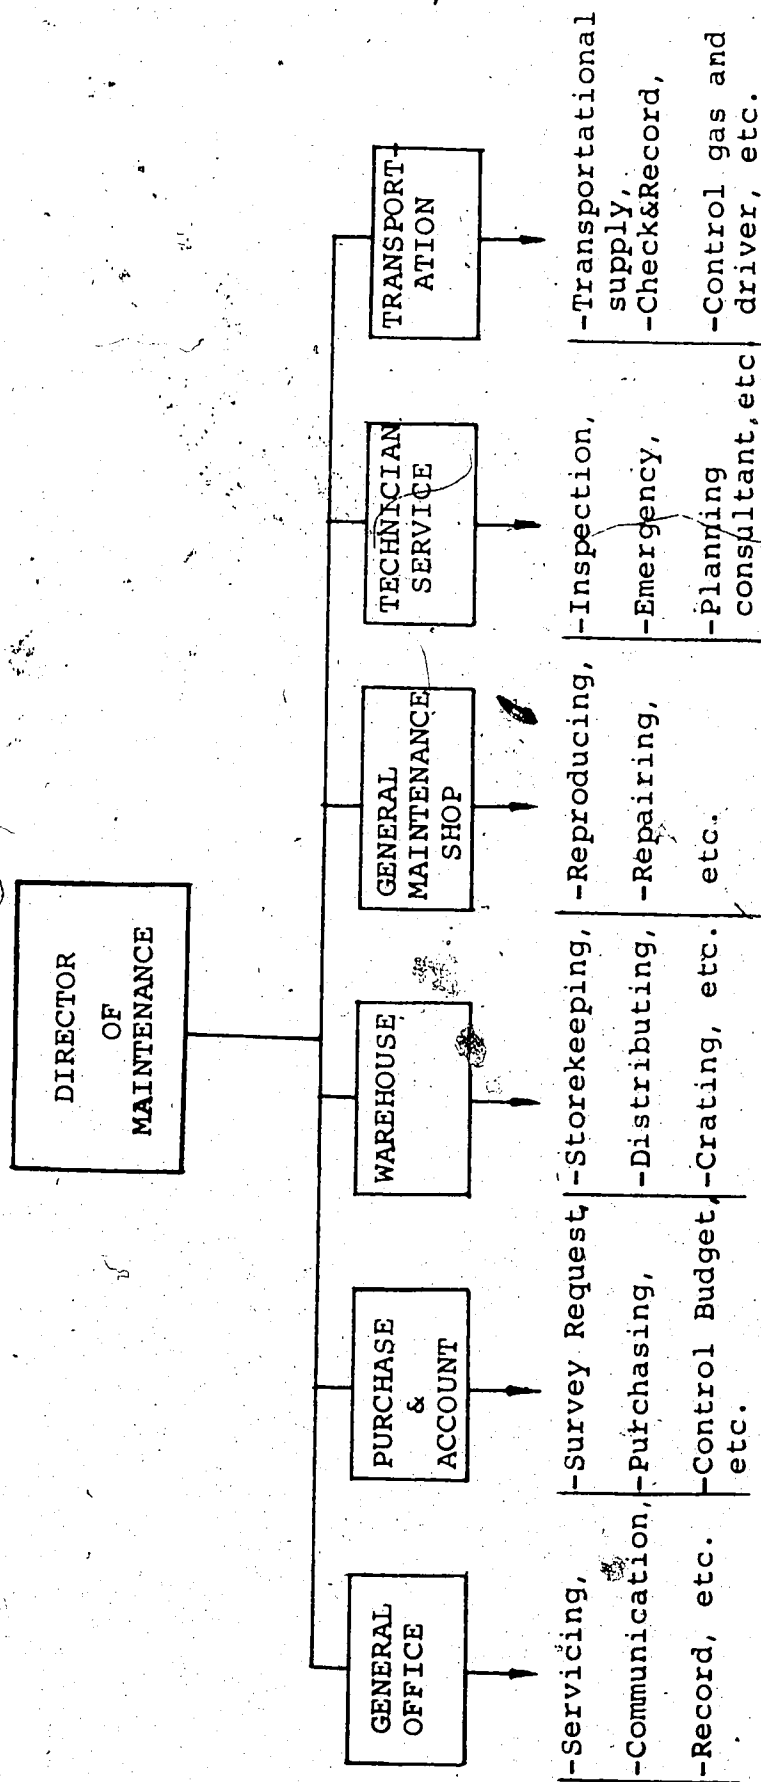 DIRECTOR
OF
MAINTENANCE
GENERAL
OFFICE
PURCHASE
&
ACCOUNT
WAREHOUSE
GENERAL
MAINTENANCE
SHOP
TECHNICIAN
SERVICE
TRANSPORT-
ATION
-Servicing,
-Communication,
-Record, etc.
-Survey Request,
-Purchasing,
-Control Budget,
etc.
-Storekeeping,
-Distributing,
-Crating, etc.
-Reproducing,
-Repairing,
etc.
-Inspection,
-Emergency,
-Planning
consultant,etc
-Transportational
supply,
-Check&Record,
-Control gas and
driver, etc.